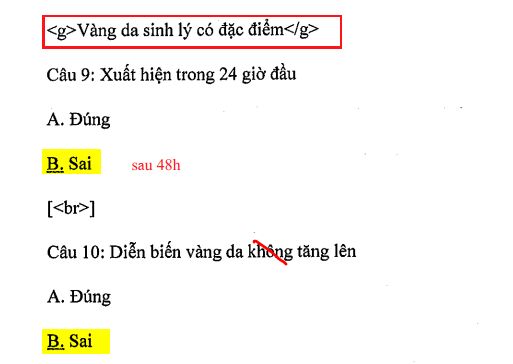 <g>Vàng da sinh lý có đặc điểm</g>
Câu 9: Xuất hiện trong 24 giờ đầu
A. Đúng
B. Sai sau 48h
[<br>]
Câu 10: Diễn biến vàng da không tăng lên
A. Đúng
B. Sai